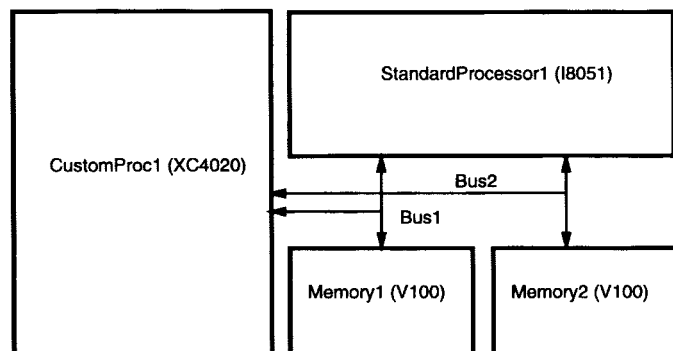 StandardProcessor1 (I8051)
CustomProc1 (XC4020)
Bus2
Bus1
Memory1 (V100)
Memory2 (V100)